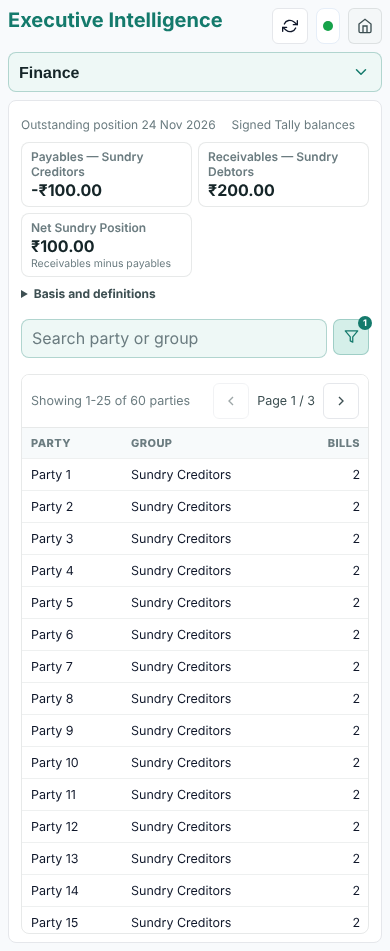 Executive Intelligence
Finance
Outstanding position 24 Nov 2026 Signed Tally balances
Payables — Sundry
Creditors
-₹100.00
Receivables — Sundry
Debtors
₹200.00
Net Sundry Position
₹100.00
Receivables minus payables
Basis and definitions
Search party or group
1
Showing 1-25 of 60 parties
Page 1 / 3
PARTY GROUP BILLS
Party 1 Sundry Creditors 2
Party 2 Sundry Creditors 2
Party 3 Sundry Creditors 2
Party 4 Sundry Creditors 2
Party 5 Sundry Creditors 2
Party 6 Sundry Creditors 2
Party 7 Sundry Creditors 2
Party 8 Sundry Creditors 2
Party 9 Sundry Creditors 2
Party 10 Sundry Creditors 2
Party 11 Sundry Creditors 2
Party 12 Sundry Creditors 2
Party 13 Sundry Creditors 2
Party 14 Sundry Creditors 2
Party 15 Sundry Creditors 2